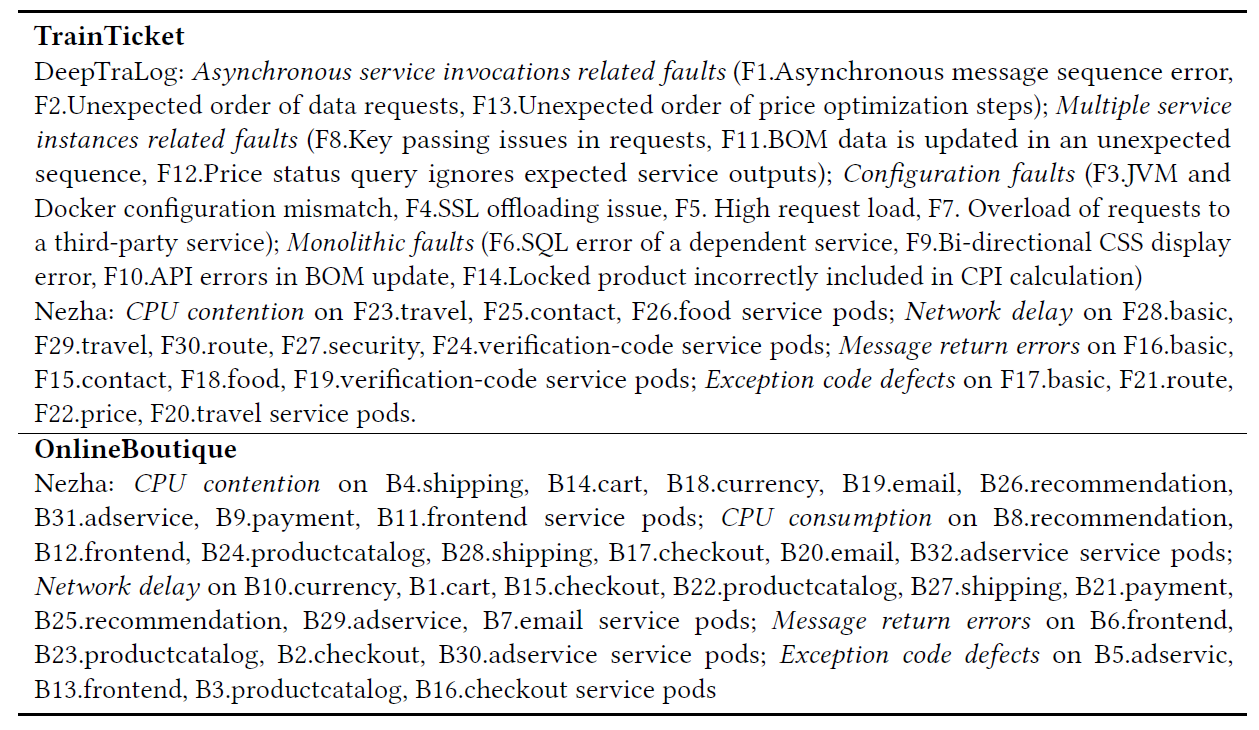 TrainTicket
DeepTraLog: Asynchronous service invocations related faults (F1.Asynchronous message sequence error,
F2.Unexpected order of data requests, F13.Unexpected order of price optimization steps); Multiple service
instances related faults (F8.Key passing issues in requests, F11.BOM data is updated in an unexpected
sequence, F12.Price status query ignores expected service outputs); Configuration faults (F3.JVM and
Docker configuration mismatch, F4.SSL offloading issue, F5. High request load, F7. Overload of requests to
a third-party service); Monolithic faults (F6.SQL error of a dependent service, F9.Bi-directional CSS display
error, F10.API errors in BOM update, F14.Locked product incorrectly included in CPI calculation)
Nezha: CPU contention on F23.travel, F25.contact, F26.food service pods; Network delay on F28.basic,
F29.travel, F30.route, F27.security, F24.verification-code service pods; Message return errors on F16.basic,
F15.contact, F18.food, F19.verification-code service pods; Exception code defects on F17.basic, F21.route,
F22.price, F20.travel service pods.
OnlineBoutique
Nezha: CPU contention on B4.shipping, B14.cart, B18.currency, B19.email, B26.recommendation,
B31.adservice, B9.payment, B11.frontend service pods; CPU consumption on B8.recommendation,
B12.frontend, B24.productcatalog, B28.shipping, B17.checkout, B20.email, B32.adservice service pods;
Network delay on B10.currency, B1.cart, B15.checkout, B22.productcatalog, B27.shipping, B21.payment,
B25.recommendation, B29.adservice, B7.email service pods; Message return errors on B6.frontend,
B23.productcatalog, B2.checkout, B30.adservice service pods; Exception code defects on B5.adservic,
B13.frontend, B3.productcatalog, B16.checkout service pods